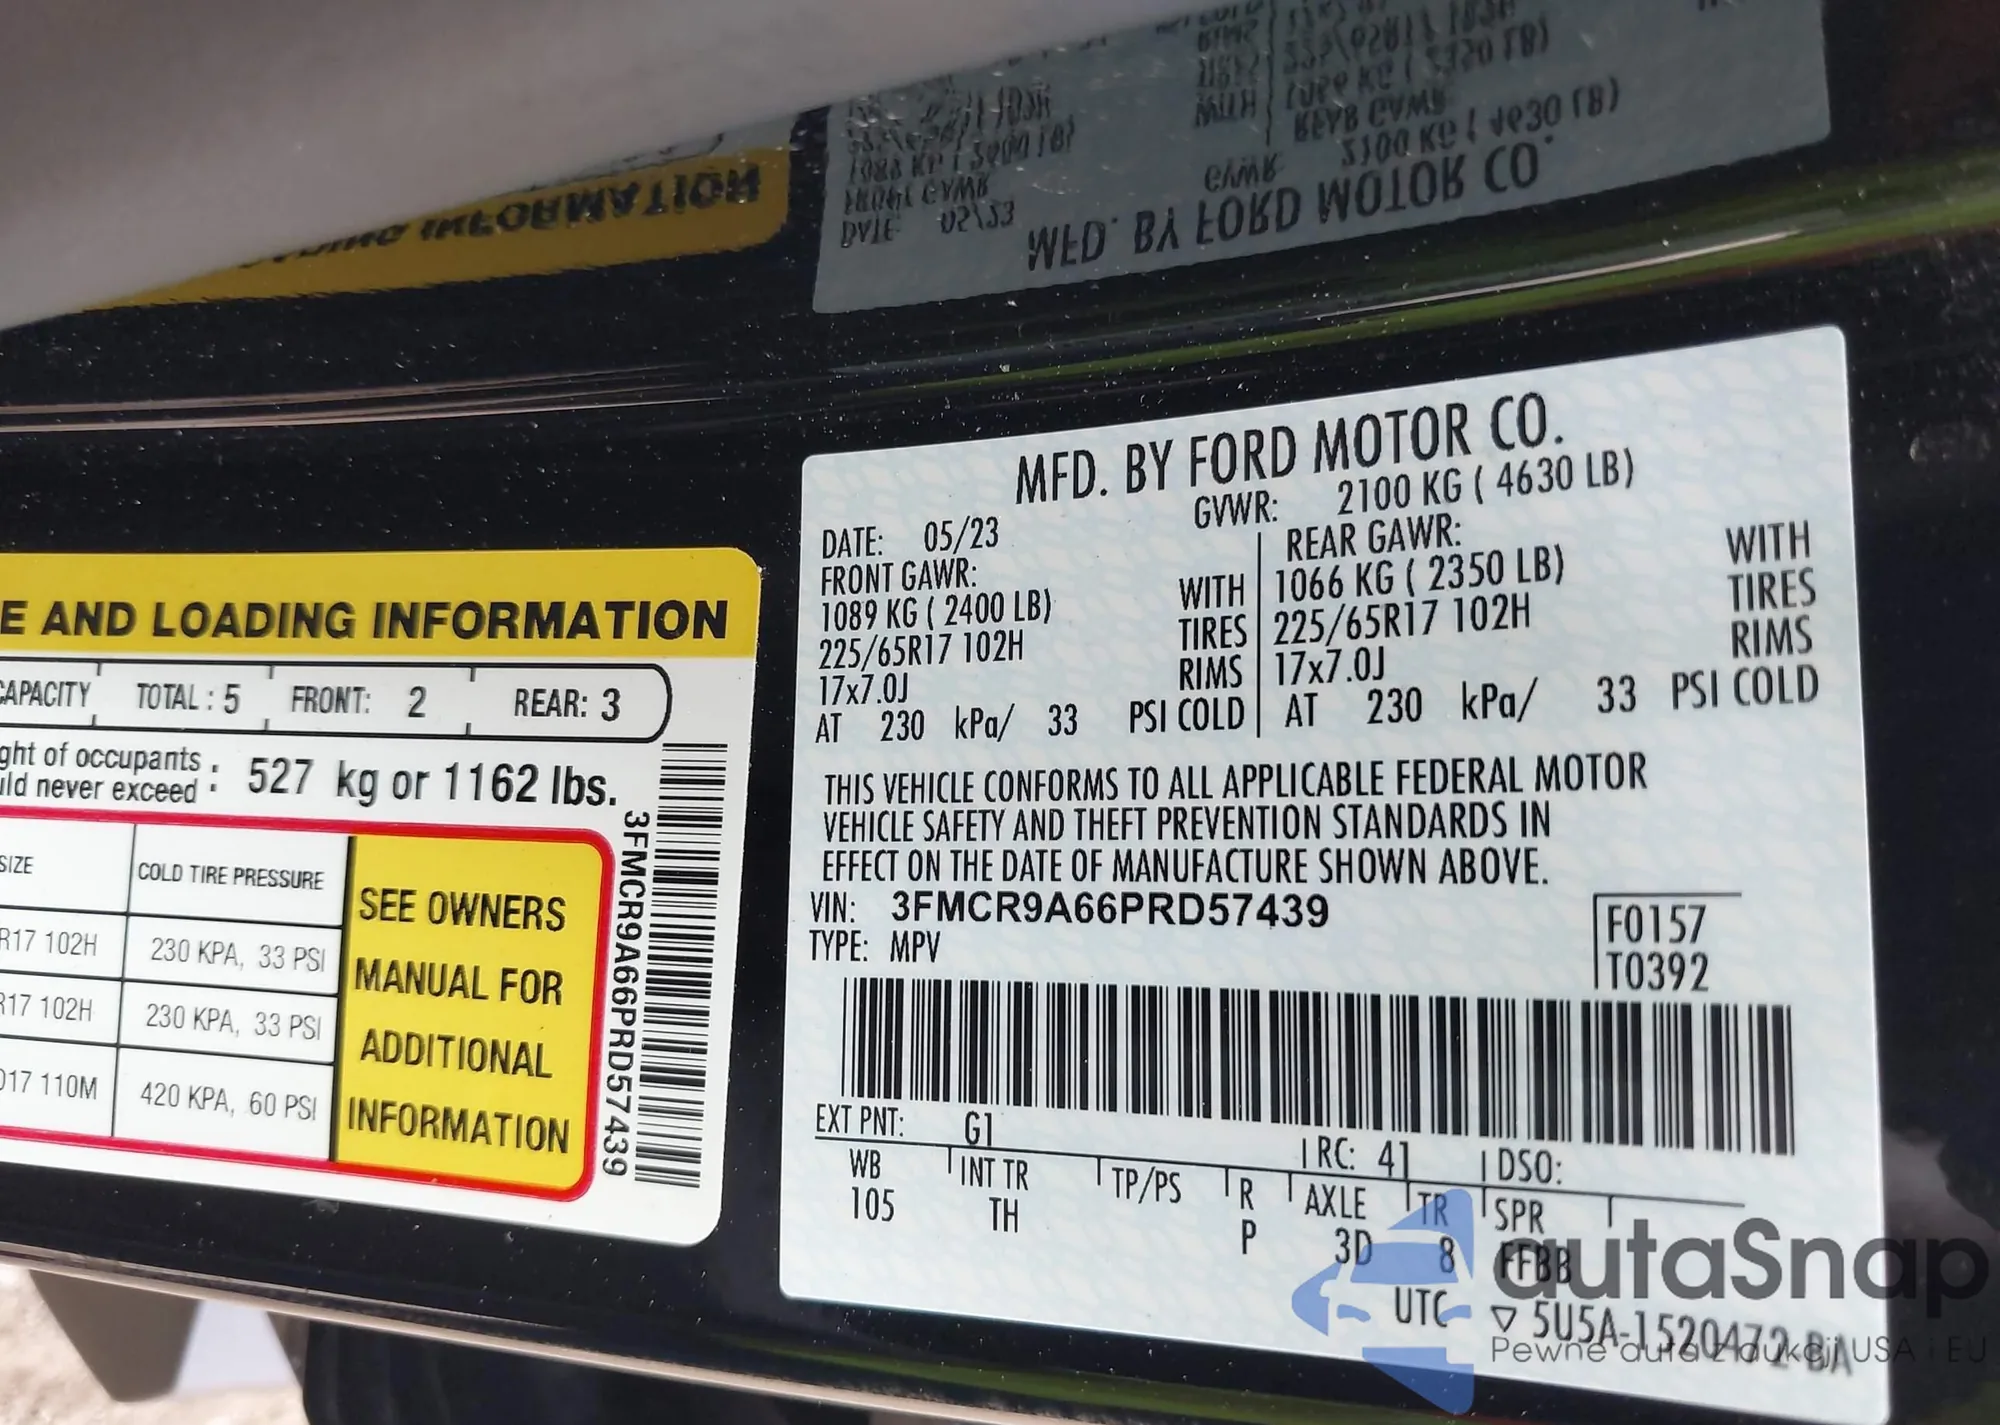 E AND LOADING INFORMATION
CAPACITY TOTAL : 5 FRONT: 2 REAR: 3
ght of occupants
uld never exceed : 527 kg or 1162 lbs.
SIZE COLD TIRE PRESSURE
R17 102H 230 KPA, 33 PSI
R17 102H 230 KPA, 33 PSI
D17 110M 420 KPA, 60 PSI
SEE OWNERS
MANUAL FOR
ADDITIONAL
INFORMATION
3FMCR9A66PRD57439
MFD. BY FORD MOTOR CO.
DATE: 05/23 GVWR: 2100 KG ( 4630 LB)
FRONT GAWR: REAR GAWR:
1089 KG ( 2400 LB) WITH 1066 KG ( 2350 LB) WITH
225/65R17 102H TIRES 225/65R17 102H TIRES
17x7.0J RIMS 17x7.0J RIMS
AT 230 kPa/ 33 PSI COLD AT 230 kPa/ 33 PSI COLD
THIS VEHICLE CONFORMS TO ALL APPLICABLE FEDERAL MOTOR
VEHICLE SAFETY AND THEFT PREVENTION STANDARDS IN
EFFECT ON THE DATE OF MANUFACTURE SHOWN ABOVE.
VIN: 3FMCR9A66PRD57439
TYPE: MPV
F0157
T0392
EXT PNT: G1 RC: 41 DSO:
WB INT TR TP/PS R AXLE TR SPR
105 TH P 3D 8 FFBB
UTC ▽ 5U5A-1520472-BA
autaSnap
Pewne auta z aukcji USA i EU